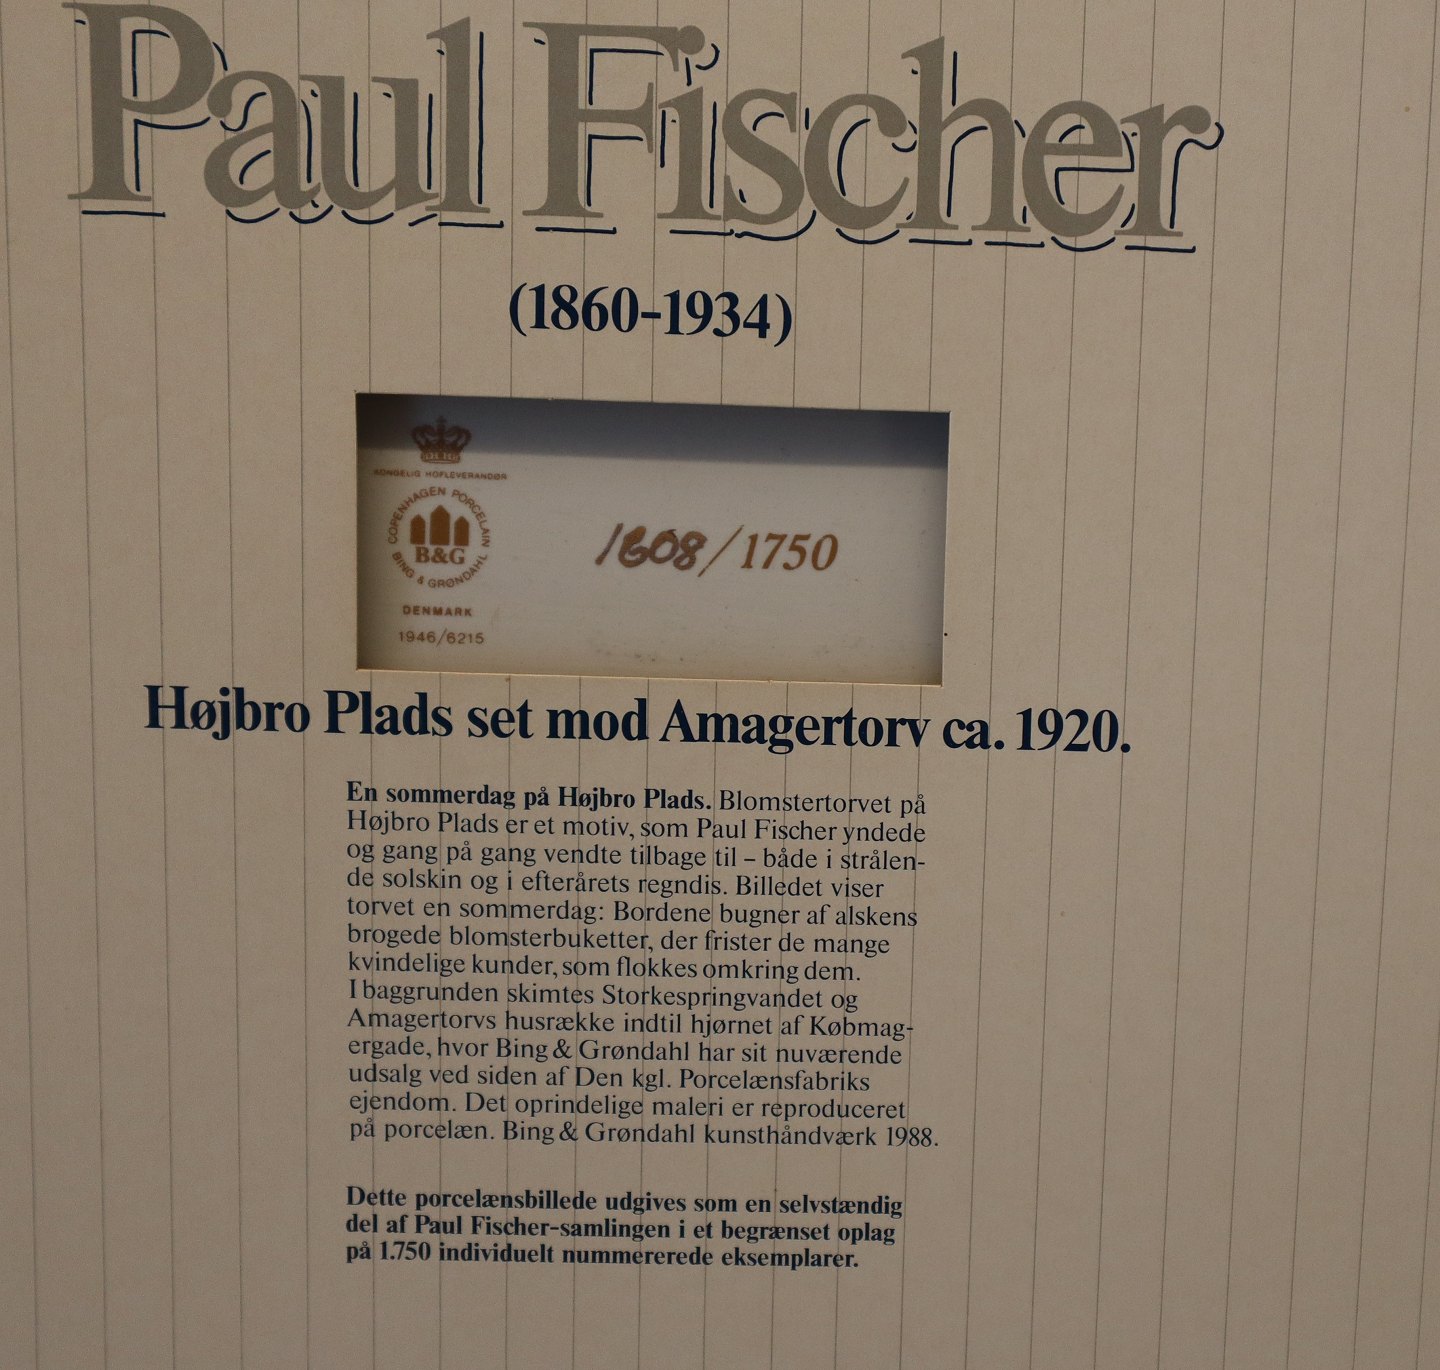 Paul Fischer
(1860-1934)
KONGELIG HOFLEVERANDØR
COPENHAGEN PORCELAIN
B&G
BING & GRØNDAHL
DENMARK
1946/6215
1808/1750
Højbro Plads set mod Amagertorv ca. 1920.
En sommerdag på Højbro Plads. Blomstertorvet på
Højbro Plads er et motiv, som Paul Fischer yndede
og gang på gang vendte tilbage til – både i strålen-
de solskin og i efterårets regndis. Billedet viser
torvet en sommerdag: Bordene bugner af alskens
brogede blomsterbuketter, der frister de mange
kvindelige kunder, som flokkes omkring dem.
I baggrunden skimtes Storkespringvandet og
Amagertorvs husrække indtil hjørnet af Købmag-
ergade, hvor Bing & Grøndahl har sit nuværende
udsalg ved siden af Den kgl. Porcelænsfabriks
ejendom. Det oprindelige maleri er reproduceret
på porcelæn. Bing & Grøndahl kunsthåndværk 1988.
Dette porcelænsbillede udgives som en selvstændig
del af Paul Fischer-samlingen i et begrænset oplag
på 1.750 individuelt nummererede eksemplarer.